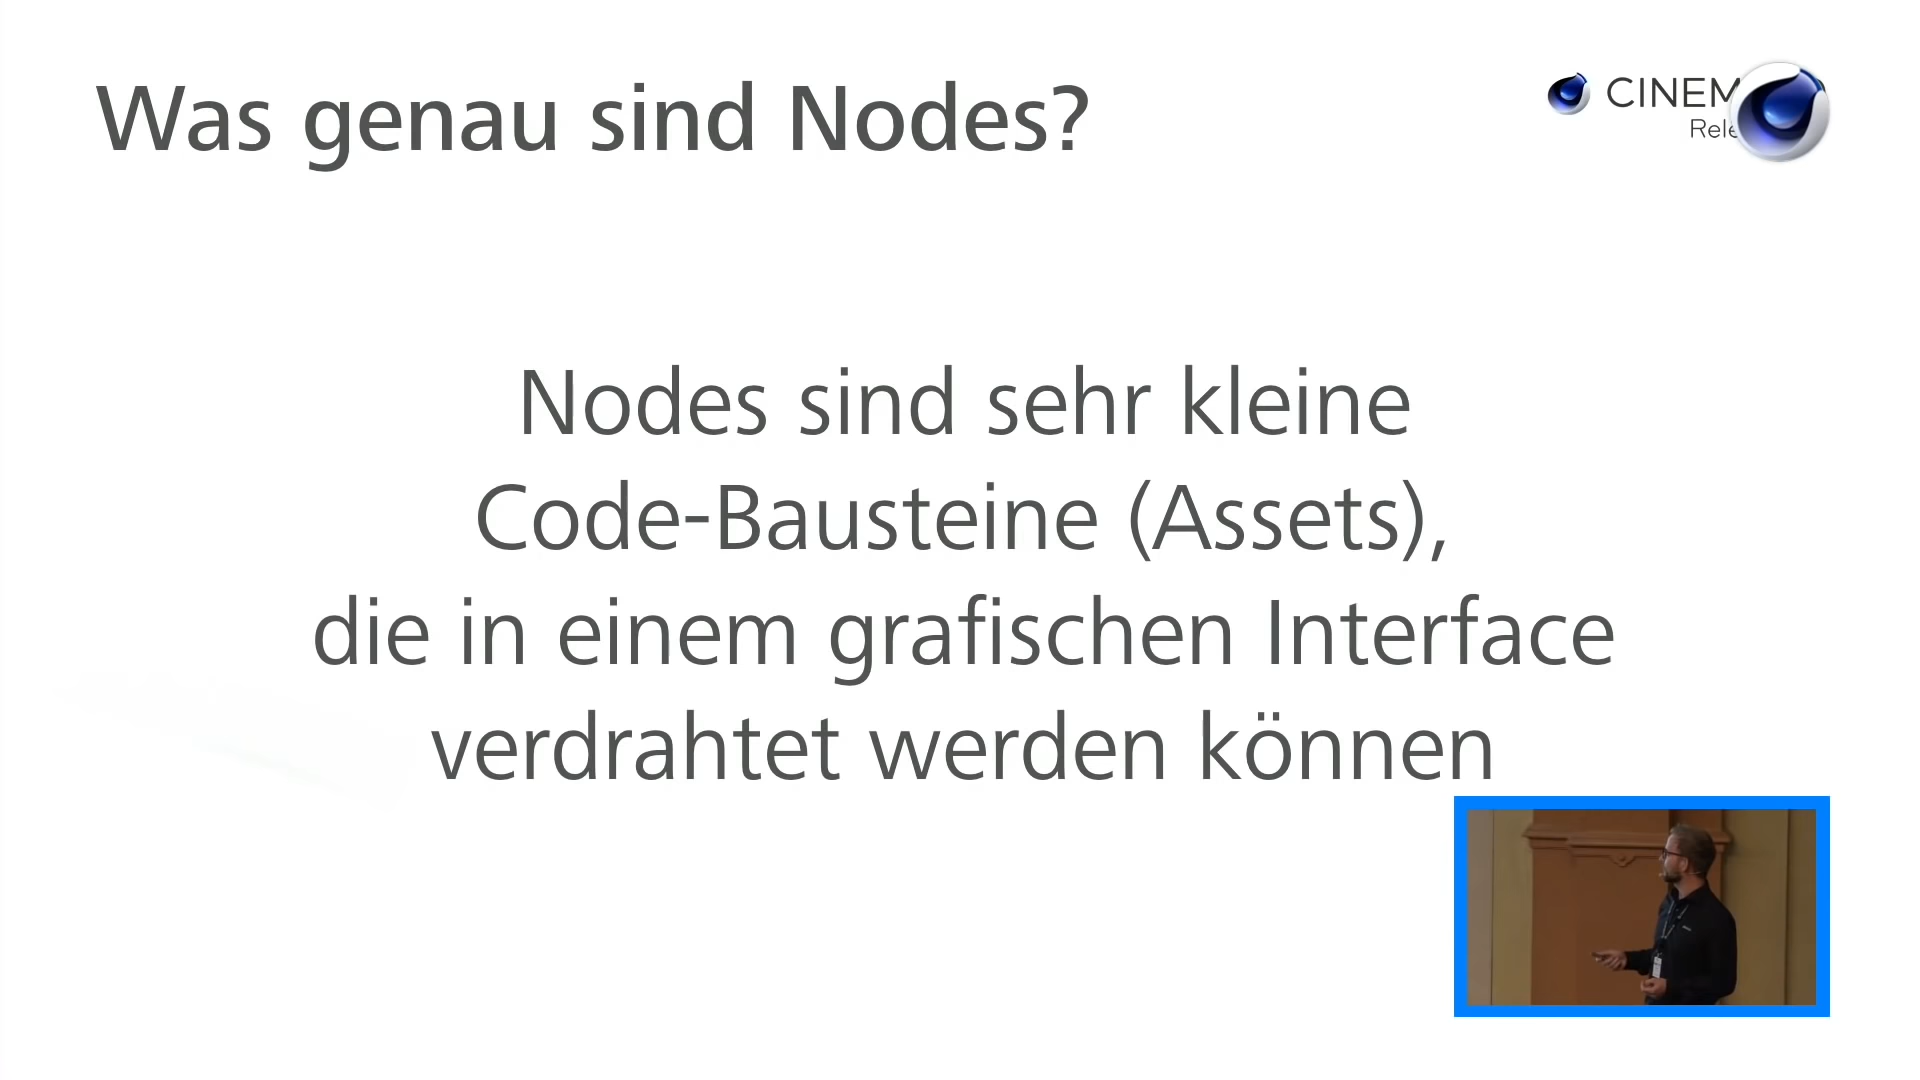 Was genau sind Nodes?
CINEM
Rele
Nodes sind sehr kleine
Code-Bausteine (Assets),
die in einem grafischen Interface
verdrahtet werden können